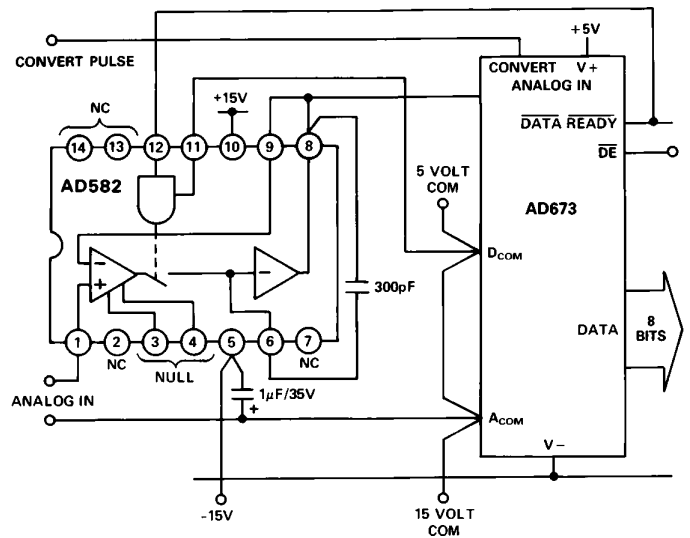 CONVERT PULSE
+5V
CONVERT V+
ANALOG IN
NC
+15V
14 13 12 11 10 9 8
DATA READY
DE
AD582
5 VOLT
COM
AD673
DCOM
300pF
DATA
8
BITS
1 2 3 4 5 6 7
NC
NULL
NC
1µF/35V
+
ANALOG IN
ACOM
V−
-15V
15 VOLT
COM